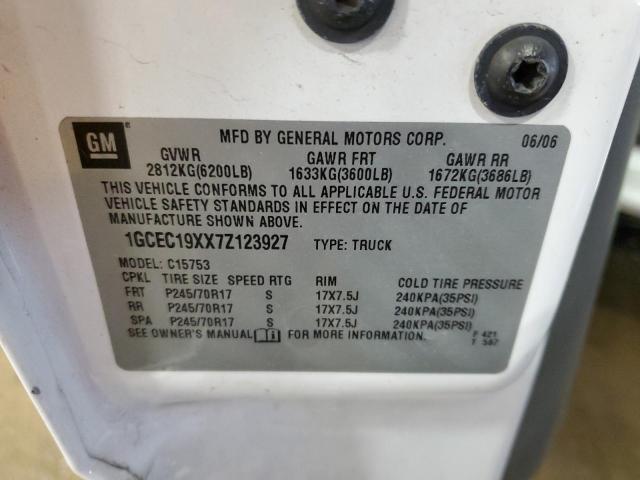 GM
MFD BY GENERAL MOTORS CORP. 06/06
GVWR GAWR FRT GAWR RR
2812KG(6200LB) 1633KG(3600LB) 1672KG(3686LB)
THIS VEHICLE CONFORMS TO ALL APPLICABLE U.S. FEDERAL MOTOR
VEHICLE SAFETY STANDARDS IN EFFECT ON THE DATE OF
MANUFACTURE SHOWN ABOVE.
1GCEC19XX7Z123927 TYPE: TRUCK
MODEL: C15753
CPKL TIRE SIZE SPEED RTG RIM COLD TIRE PRESSURE
FRT P245/70R17 S 17X7.5J 240KPA(35PSI)
RR P245/70R17 S 17X7.5J 240KPA(35PSI)
SPA P245/70R17 S 17X7.5J 240KPA(35PSI)
SEE OWNER'S MANUAL FOR MORE INFORMATION. F 421
T 587